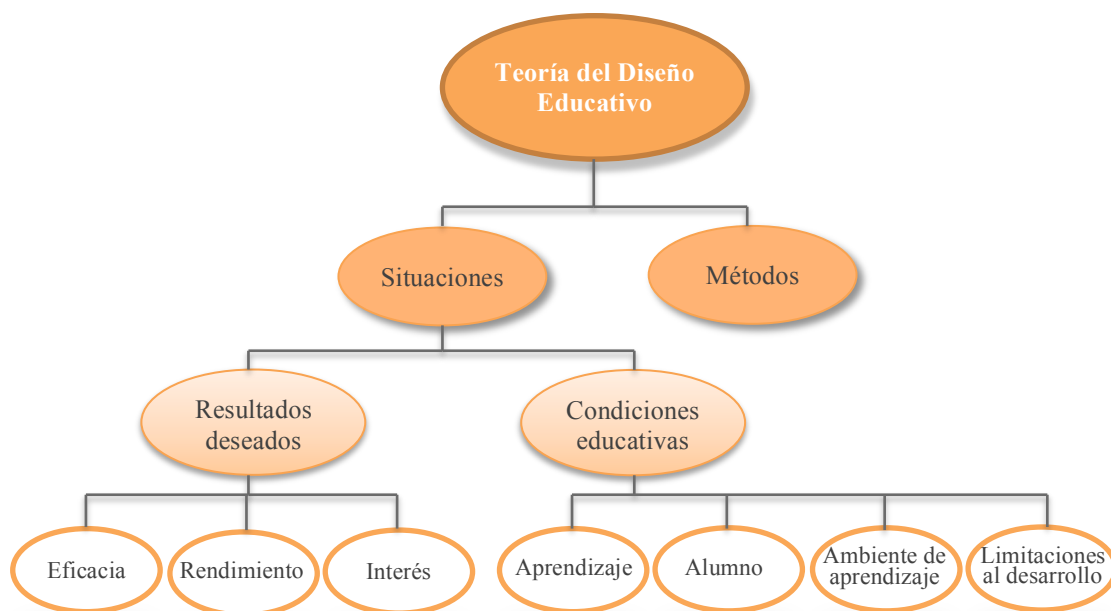 Teoría del Diseño
Educativo
Situaciones
Métodos
Resultados
deseados
Condiciones
educativas
Eficacia
Rendimiento
Interés
Aprendizaje
Alumno
Ambiente de
aprendizaje
Limitaciones
al desarrollo